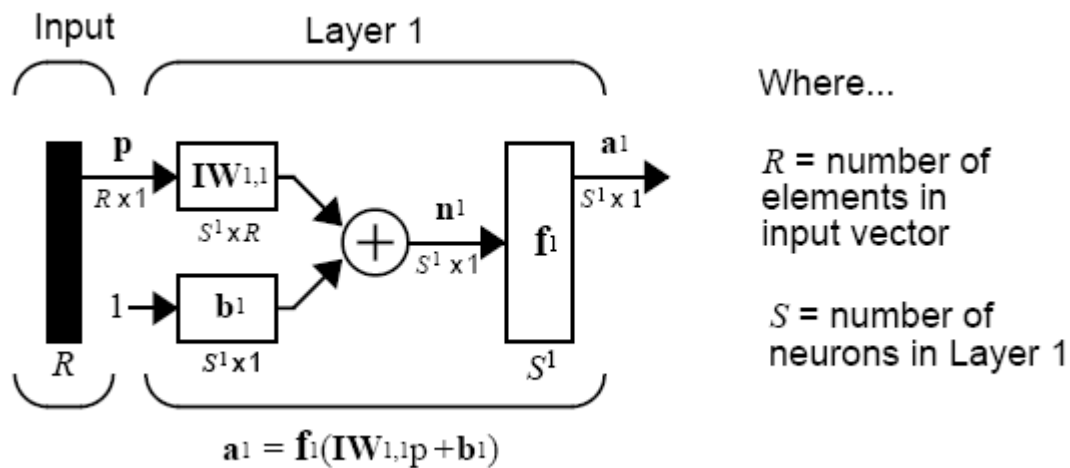 Input
Layer 1
Where...
p
R x 1
IW1,1
S1 x R
1
b1
S1 x 1
+
n1
S1 x 1
f1
a1
S1 x 1
R
S1
R = number of
elements in
input vector
S = number of
neurons in Layer 1
a1 = f1(IW1,1p + b1)